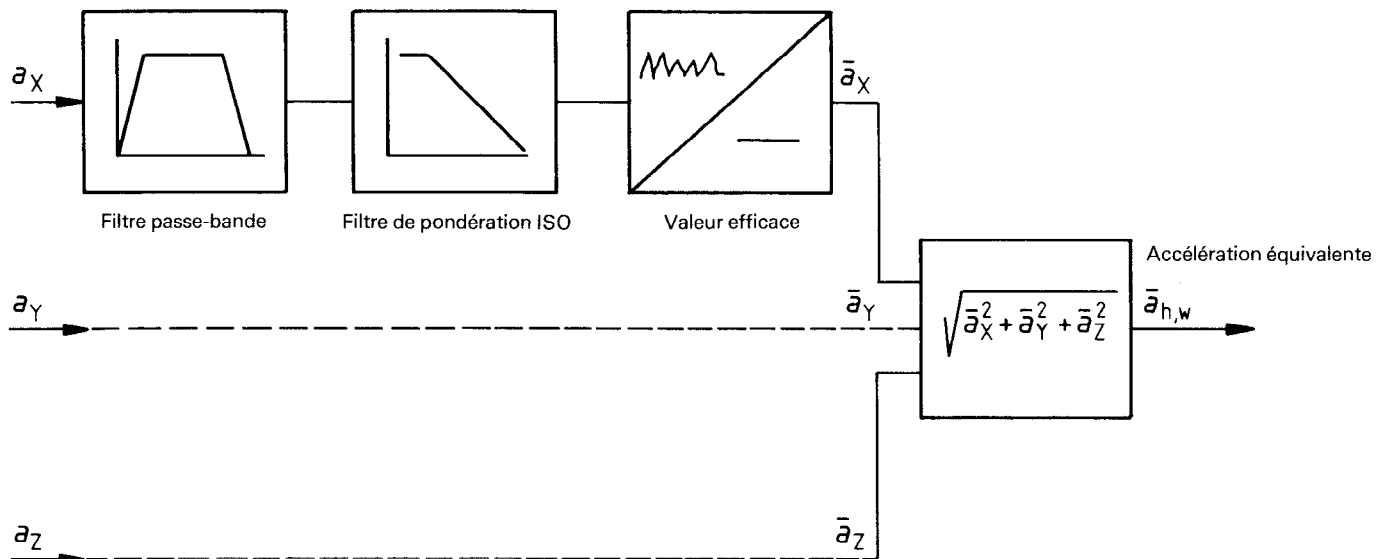 a_X
ā_X
Filtre passe-bande
Filtre de pondération ISO
Valeur efficace
Accélération équivalente
a_Y
ā_Y
√(ā_X² + ā_Y² + ā_Z²)
ā_h,w
a_Z
ā_Z